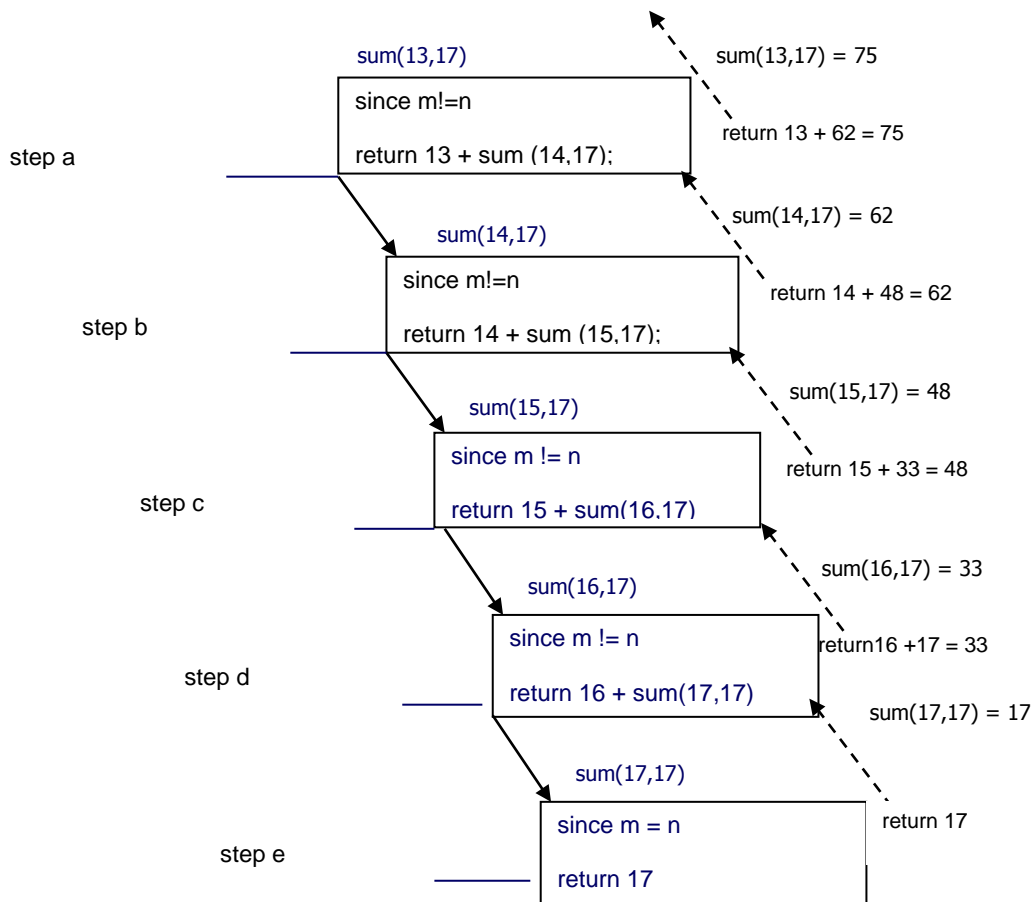 sum(13,17)
sum(13,17) = 75
since m!=n
return 13 + 62 = 75
step a
return 13 + sum (14,17);
sum(14,17) = 62
sum(14,17)
since m!=n
return 14 + 48 = 62
step b
return 14 + sum (15,17);
sum(15,17) = 48
sum(15,17)
since m != n
return 15 + 33 = 48
step c
return 15 + sum(16,17)
sum(16,17) = 33
sum(16,17)
since m != n
return16 +17 = 33
step d
return 16 + sum(17,17)
sum(17,17) = 17
sum(17,17)
since m = n
return 17
step e
return 17